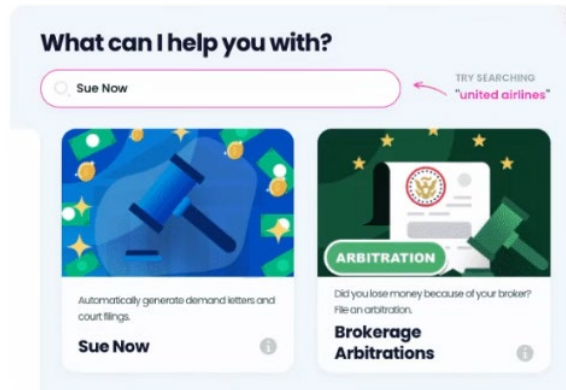 What can I help you with?
Sue Now
TRY SEARCHING
"united airlines"
Automatically generate demand letters and
court filings.
Sue Now
ARBITRATION
Did you lose money because of your broker?
File an arbitration.
Brokerage
Arbitrations